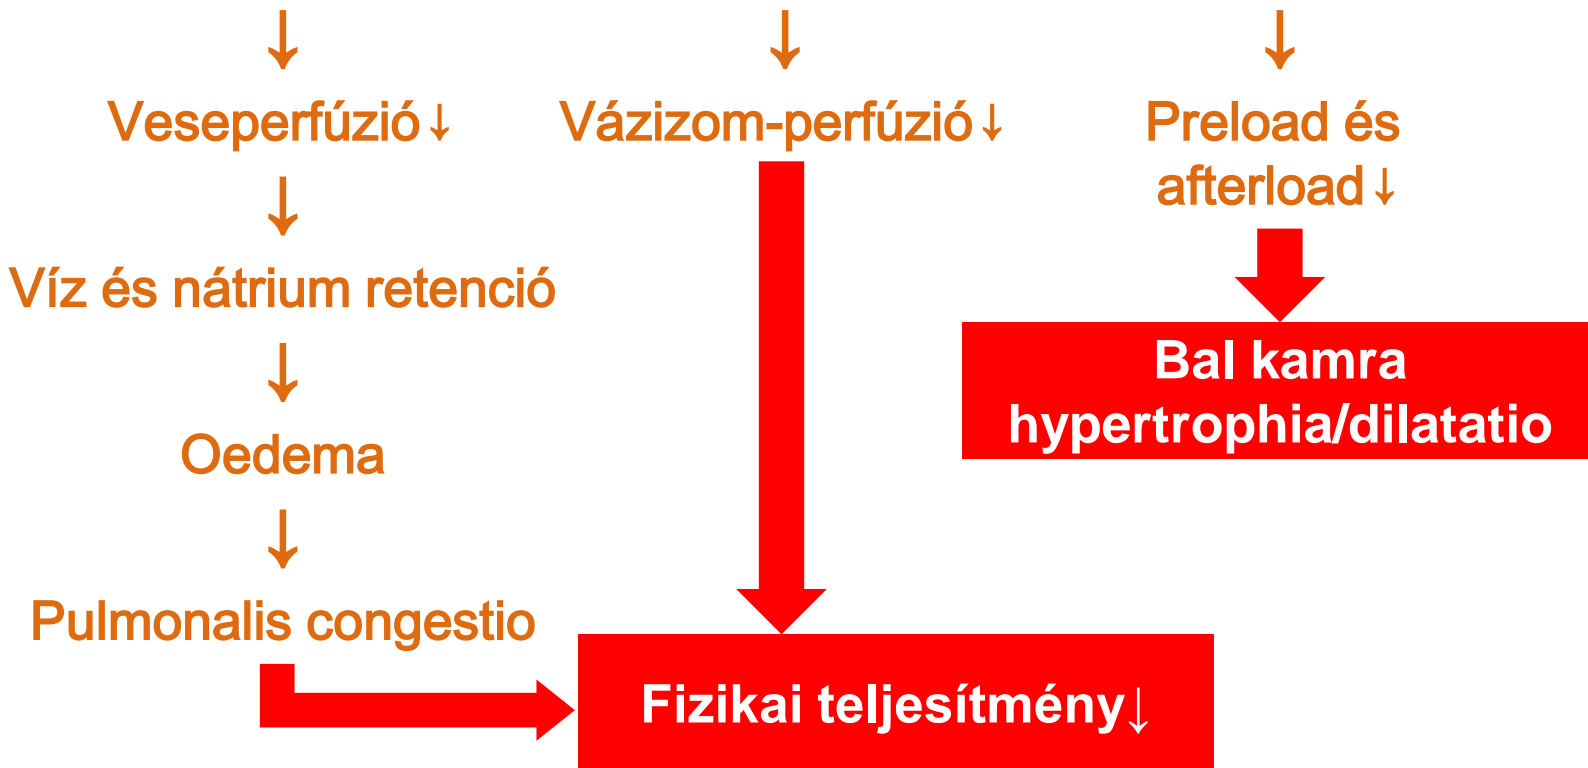 ↓ ↓ ↓
Veseperfúzió↓
↓
Víz és nátrium retenció
↓
Oedema
↓
Pulmonalis congestio
Vázizom-perfúzió↓
Preload és
afterload↓
Bal kamra
hypertrophia/dilatatio
Fizikai teljesítmény↓